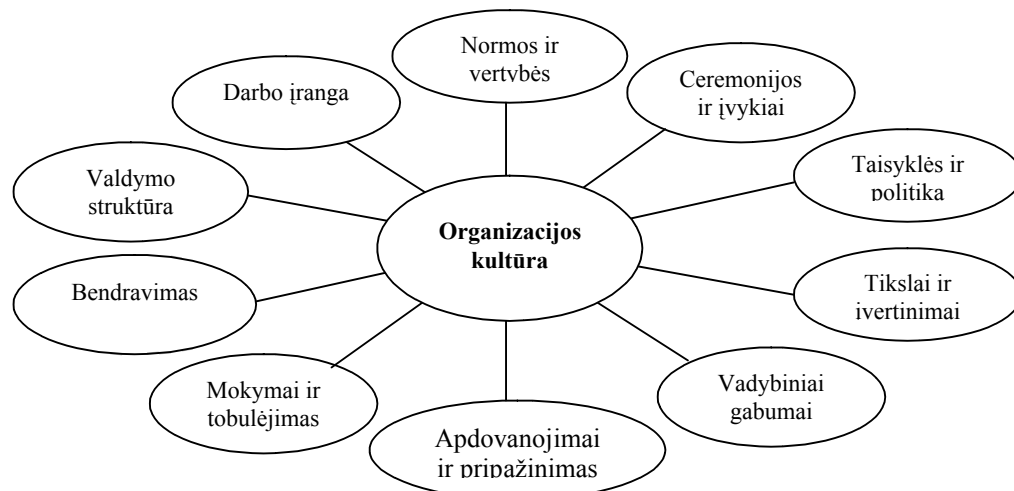 Normos ir
vertybės
Ceremonijos
ir įvykiai
Darbo įranga
Taisyklės ir
politika
Valdymo
struktūra
Organizacijos
kultūra
Tikslai ir
įvertinimai
Bendravimas
Vadybiniai
gabumai
Mokymai ir
tobulėjimas
Apdovanojimai
ir pripažinimas